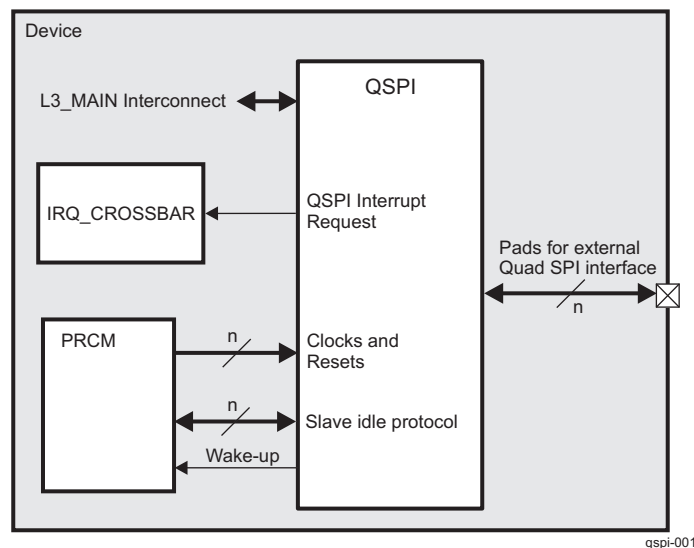 Device
QSPI
L3_MAIN Interconnect
IRQ_CROSSBAR
QSPI Interrupt
Request
Pads for external
Quad SPI interface
n
PRCM
n
Clocks and
Resets
n
Slave idle protocol
Wake-up
qspi-001